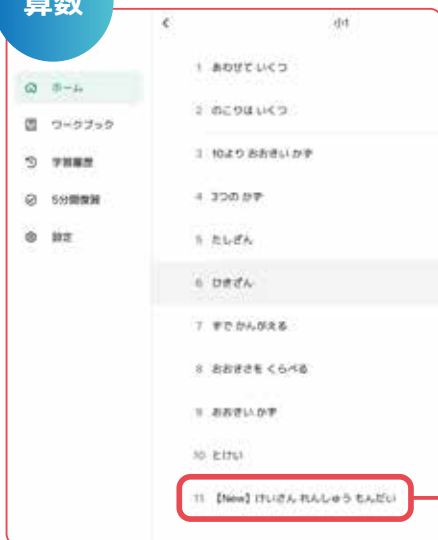 算数
小1
ホーム
ワークブック
学習履歴
5分間復習
設定
1 あわせて いくつ
2 のこりは いくつ
3 10より おおきい かず
4 3つの かず
5 たしざん
6 ひきざん
7 ずで かんがえる
8 おおきさを くらべる
9 おおきい かず
10 とけい
11 【New】けいさん れんしゅう もんだい